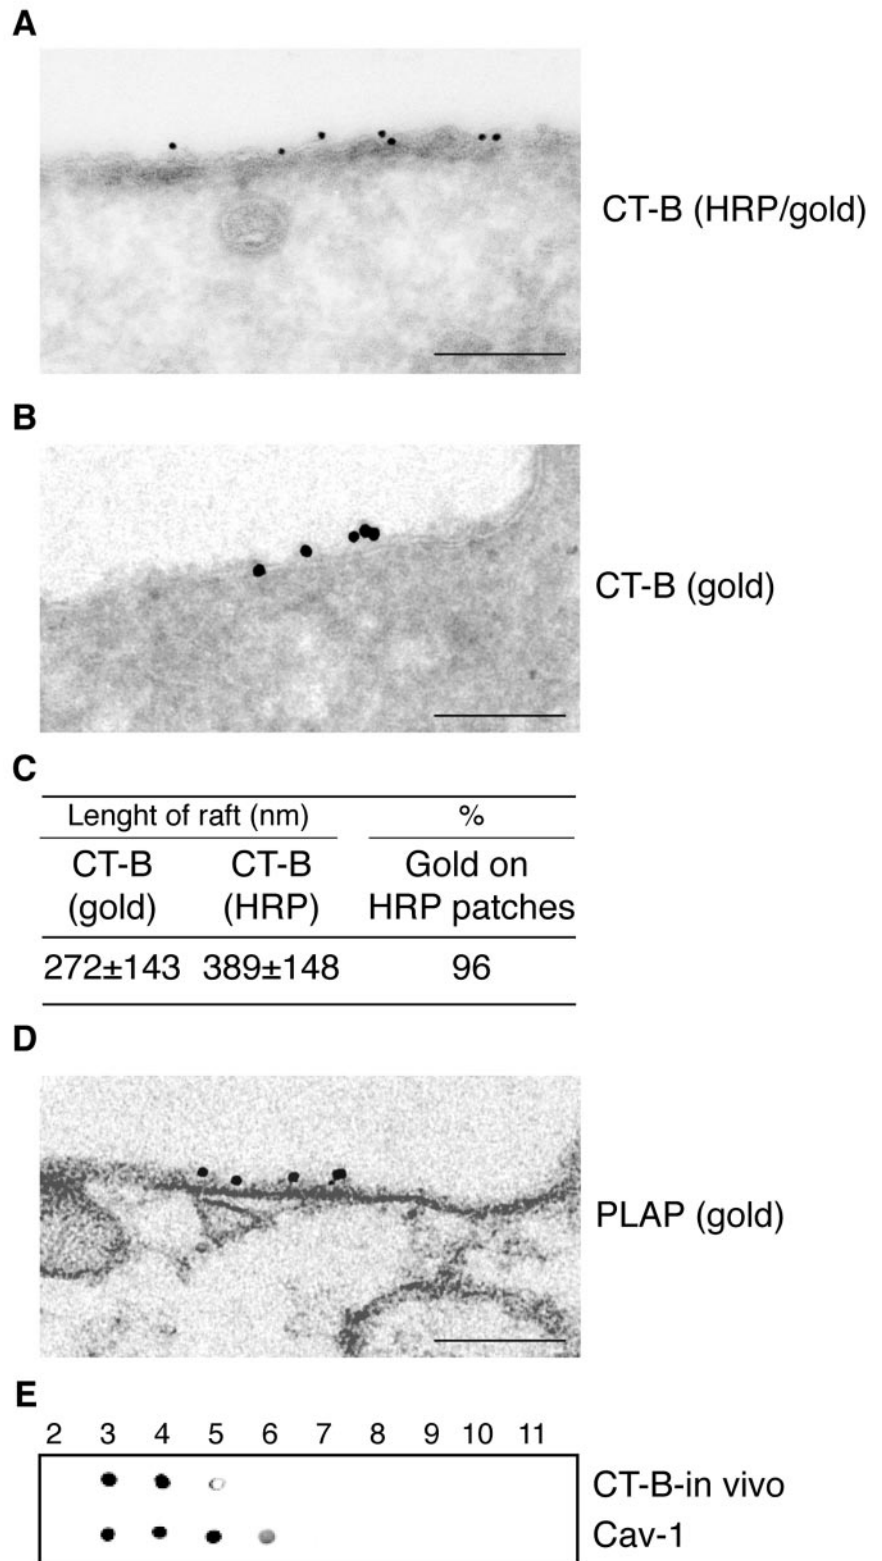 A
CT-B (HRP/gold)
B
CT-B (gold)
C
Lenght of raft (nm) %
CT-B CT-B Gold on
(gold) (HRP) HRP patches
272±143 389±148 96
D
PLAP (gold)
E
2 3 4 5 6 7 8 9 10 11
CT-B-in vivo
Cav-1